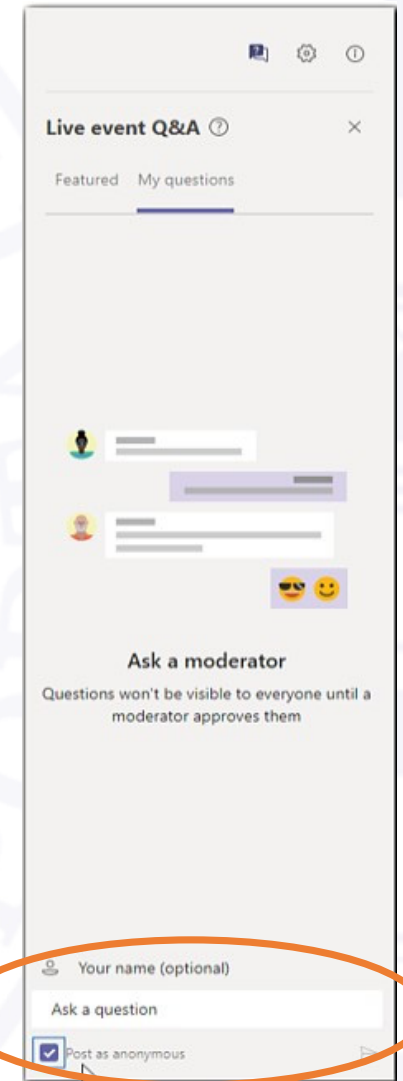 Live event Q&A
Featured My questions
Ask a moderator
Questions won't be visible to everyone until a
moderator approves them
Your name (optional)
Ask a question
Post as anonymous